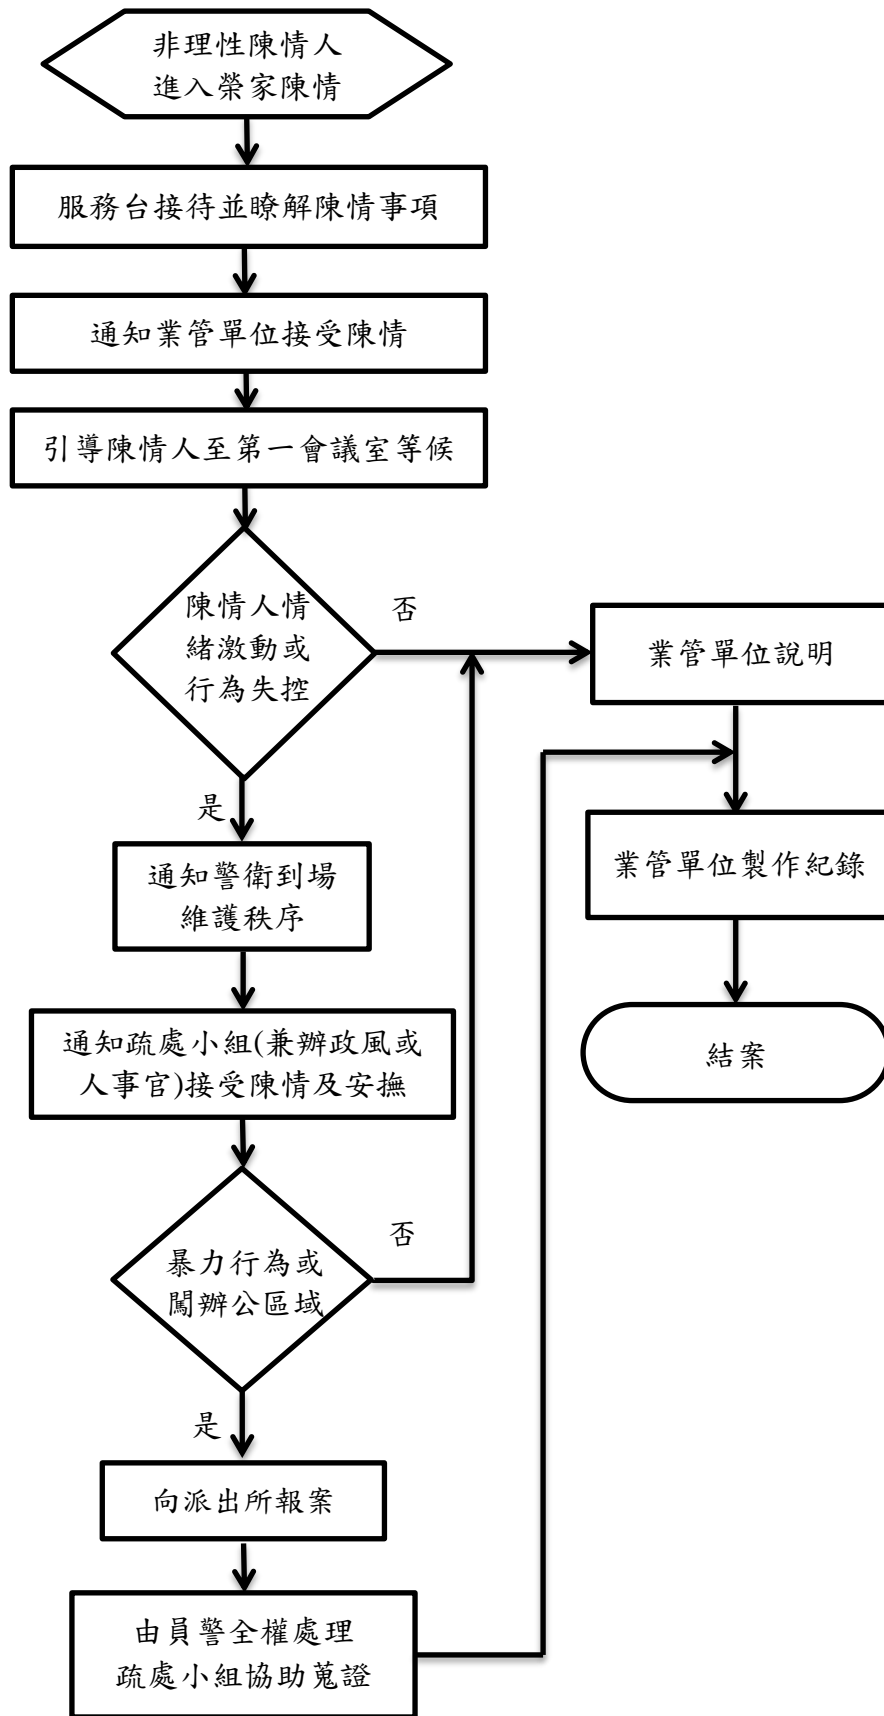 非理性陳情人
進入榮家陳情
服務台接待並瞭解陳情事項
通知業管單位接受陳情
引導陳情人至第一會議室等候
陳情人情
緒激動或
行為失控
否
業管單位說明
是
通知警衛到場
維護秩序
業管單位製作紀錄
通知疏處小組(兼辦政風或
人事官)接受陳情及安撫
結案
暴力行為或
闖辦公區域
否
是
向派出所報案
由員警全權處理
疏處小組協助蒐證